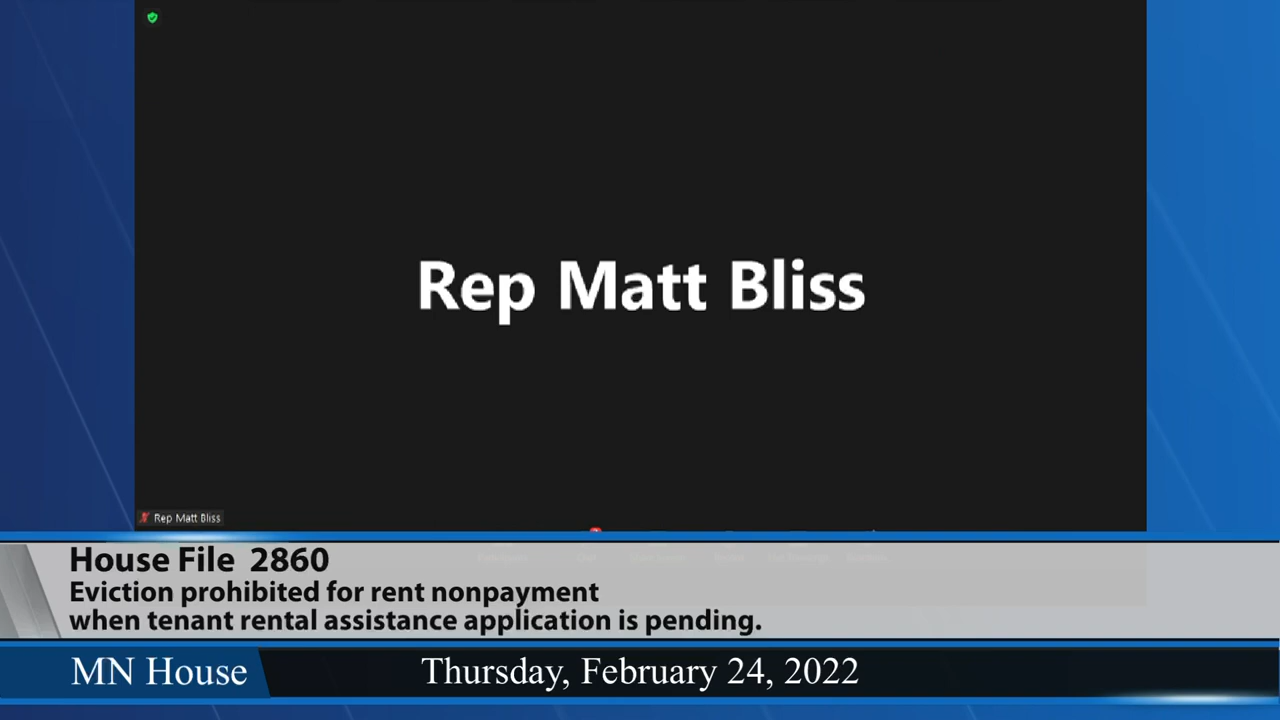 Rep Matt Bliss
Rep Matt Bliss
House File 2860
Eviction prohibited for rent nonpayment
when tenant rental assistance application is pending.
MN House
Thursday, February 24, 2022